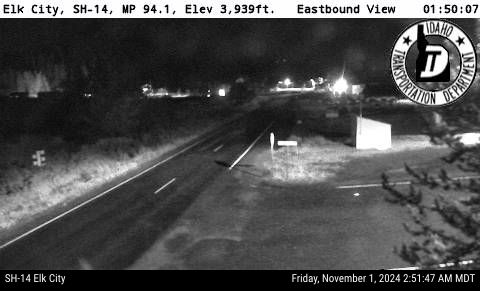 Elk City, SH-14, MP 94.1, Elev 3,939ft. Eastbound View 01:50:07
IDAHO
TRANSPORTATION DEPARTMENT
SH-14 Elk City Friday, November 1, 2024 2:51:47 AM MDT